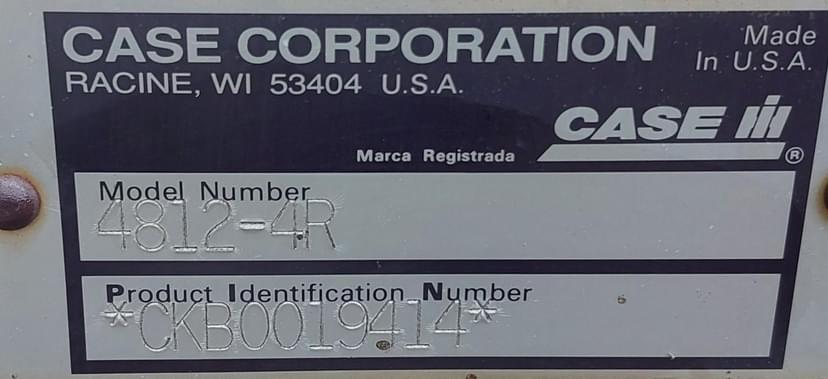 CASE CORPORATION
Made
In U.S.A.
RACINE, WI 53404 U.S.A.
CASE IH
Marca Registrada ®
Model Number
4812-4R
Product Identification Number
*CKB0019414*